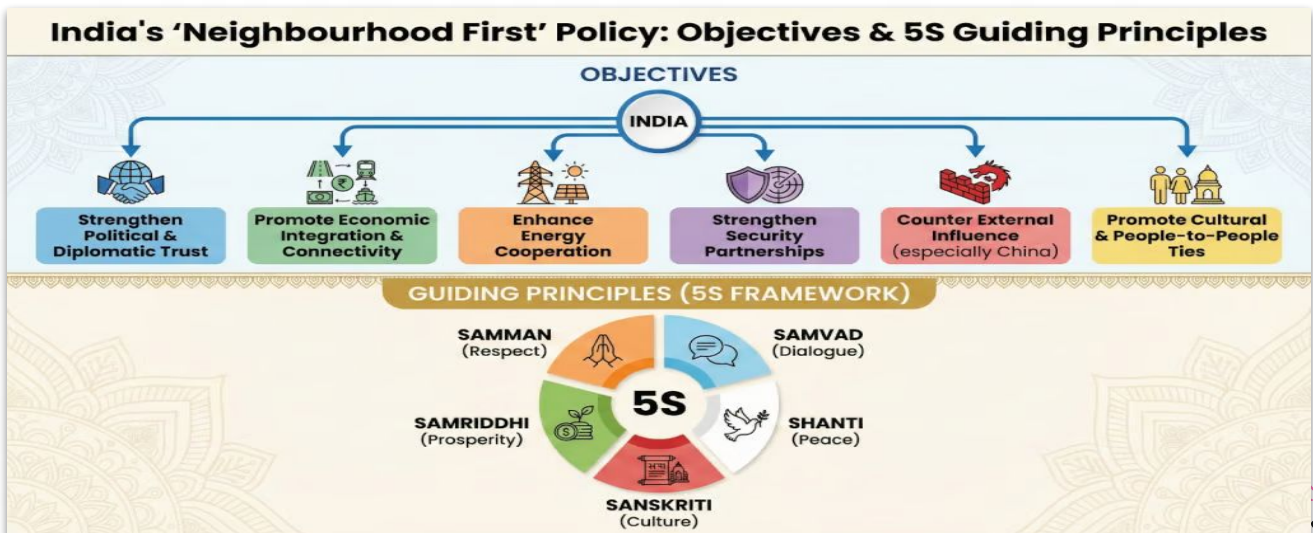 India's ‘Neighbourhood First’ Policy: Objectives & 5S Guiding Principles
OBJECTIVES
INDIA
Strengthen
Political &
Diplomatic Trust
Promote Economic
Integration &
Connectivity
Enhance
Energy
Cooperation
Strengthen
Security
Partnerships
Counter External
Influence
(especially China)
Promote Cultural
& People-to-People
Ties
GUIDING PRINCIPLES (5S FRAMEWORK)
SAMMAN
(Respect)
SAMVAD
(Dialogue)
5S
SAMRIDDHI
(Prosperity)
SHANTI
(Peace)
SANSKRITI
(Culture)